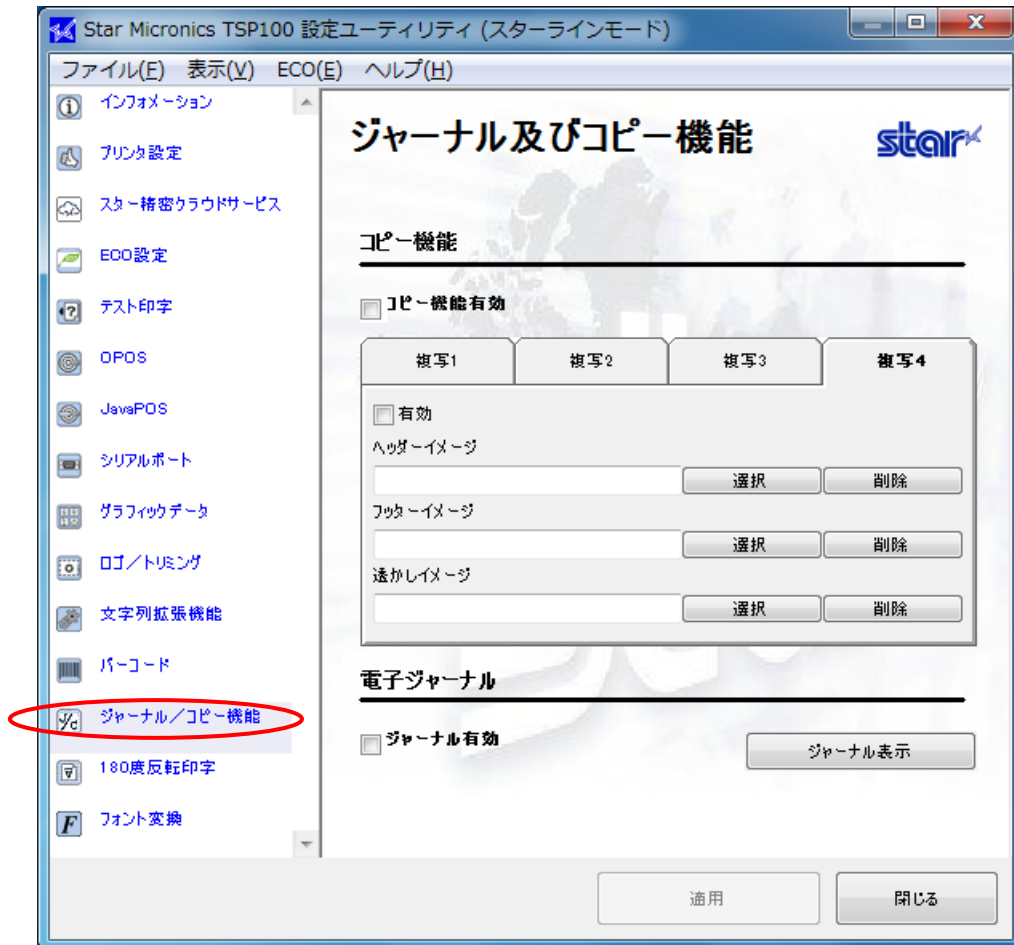 Star Micronics TSP100 設定ユーティリティ (スターラインモード)
ファイル(F) 表示(V) ECO(E) ヘルプ(H)
インフォメーション
プリンタ設定
スター精密クラウドサービス
ECO設定
テスト印字
OPOS
JavaPOS
シリアルポート
グラフィックデータ
ロゴ／トリミング
文字列拡張機能
バーコード
ジャーナル／コピー機能
180度反転印字
フォント変換
ジャーナル及びコピー機能
star
コピー機能
コピー機能有効
複写1 複写2 複写3 複写4
有効
ヘッダーイメージ
選択 削除
フッターイメージ
選択 削除
透かしイメージ
選択 削除
電子ジャーナル
ジャーナル有効
ジャーナル表示
適用 閉じる